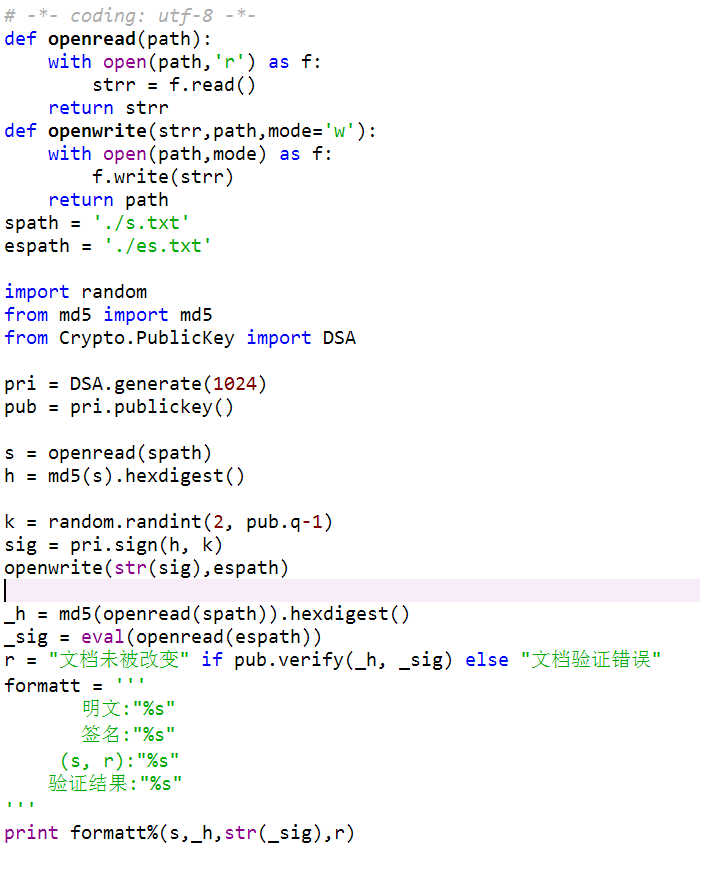 # -*- coding: utf-8 -*-
def openread(path):
    with open(path,'r') as f:
        strr = f.read()
    return strr
def openwrite(strr,path,mode='w'):
    with open(path,mode) as f:
        f.write(strr)
    return path
spath = './s.txt'
espath = './es.txt'

import random
from md5 import md5
from Crypto.PublicKey import DSA

pri = DSA.generate(1024)
pub = pri.publickey()

s = openread(spath)
h = md5(s).hexdigest()

k = random.randint(2, pub.q-1)
sig = pri.sign(h, k)
openwrite(str(sig),espath)

_h = md5(openread(spath)).hexdigest()
_sig = eval(openread(espath))
r = "文档未被改变" if pub.verify(_h, _sig) else "文档验证错误"
formatt = '''
       明文:"%s"
       签名:"%s"
     (s, r):"%s"
    验证结果:"%s"
'''
print formatt%(s,_h,str(_sig),r)